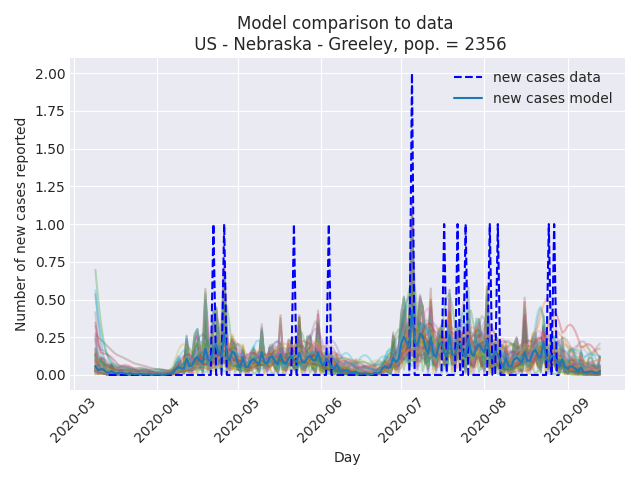 Model comparison to data
US - Nebraska - Greeley, pop. = 2356
new cases data
new cases model
Number of new cases reported
2.00
1.75
1.50
1.25
1.00
0.75
0.50
0.25
0.00
2020-03
2020-04
2020-05
2020-06
2020-07
2020-08
2020-09
Day